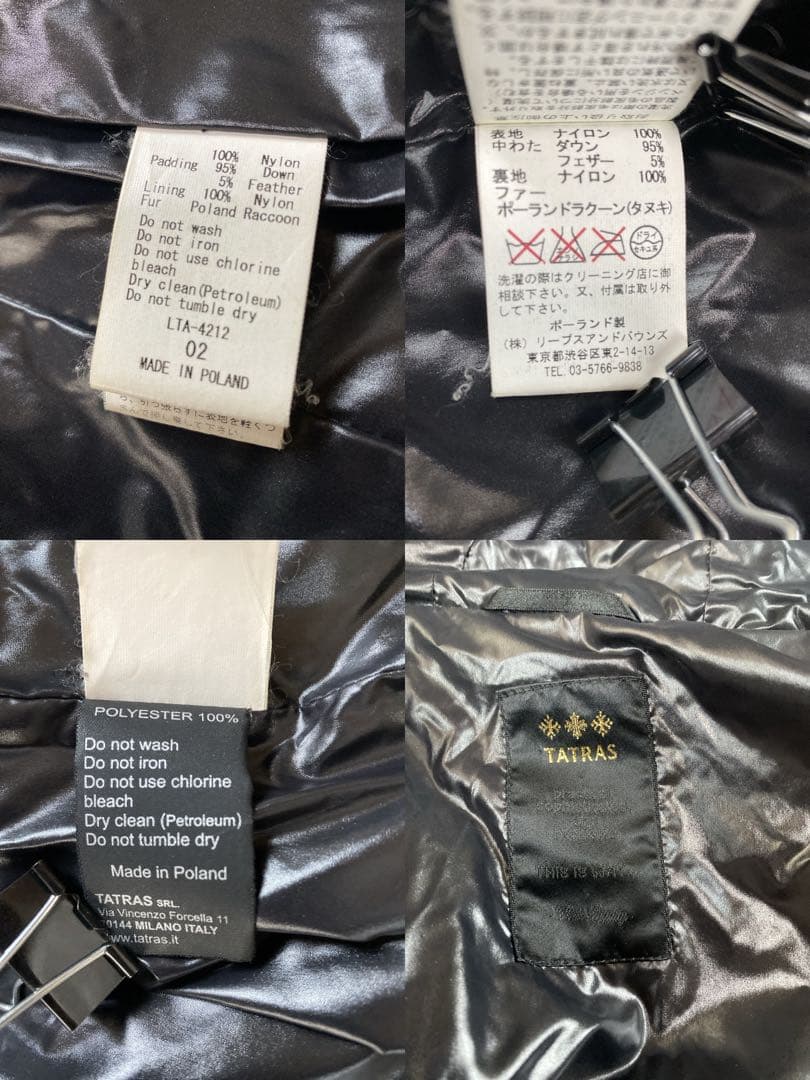 100% Nylon
Padding 95% Down
5% Feather
Lining 100% Nylon
Fur Poland Raccoon
Do not wash
Do not iron
Do not use chlorine
bleach
Dry clean(Petroleum)
Do not tumble dry
LTA-4212
02
MADE IN POLAND
表地 ナイロン 100%
中わた ダウン 95%
フェザー 5%
裏地 ナイロン 100%
ファー
ポーランドラクーン(タヌキ)
ドライ
セキユ系
洗濯の際はクリーニング店に御
相談下さい。又、付属は取り外
して下さい。
ポーランド製
(株) リーブスアンドバウンズ
東京都渋谷区東2-14-13
TEL.03-5766-9838
POLYESTER 100%
Do not wash
Do not iron
Do not use chlorine
bleach
Dry clean (Petroleum)
Do not tumble dry
Made in Poland
TATRAS SRL.
Via Vincenzo Forcella 11
20144 MILANO ITALY
www.tatras.it
TATRAS